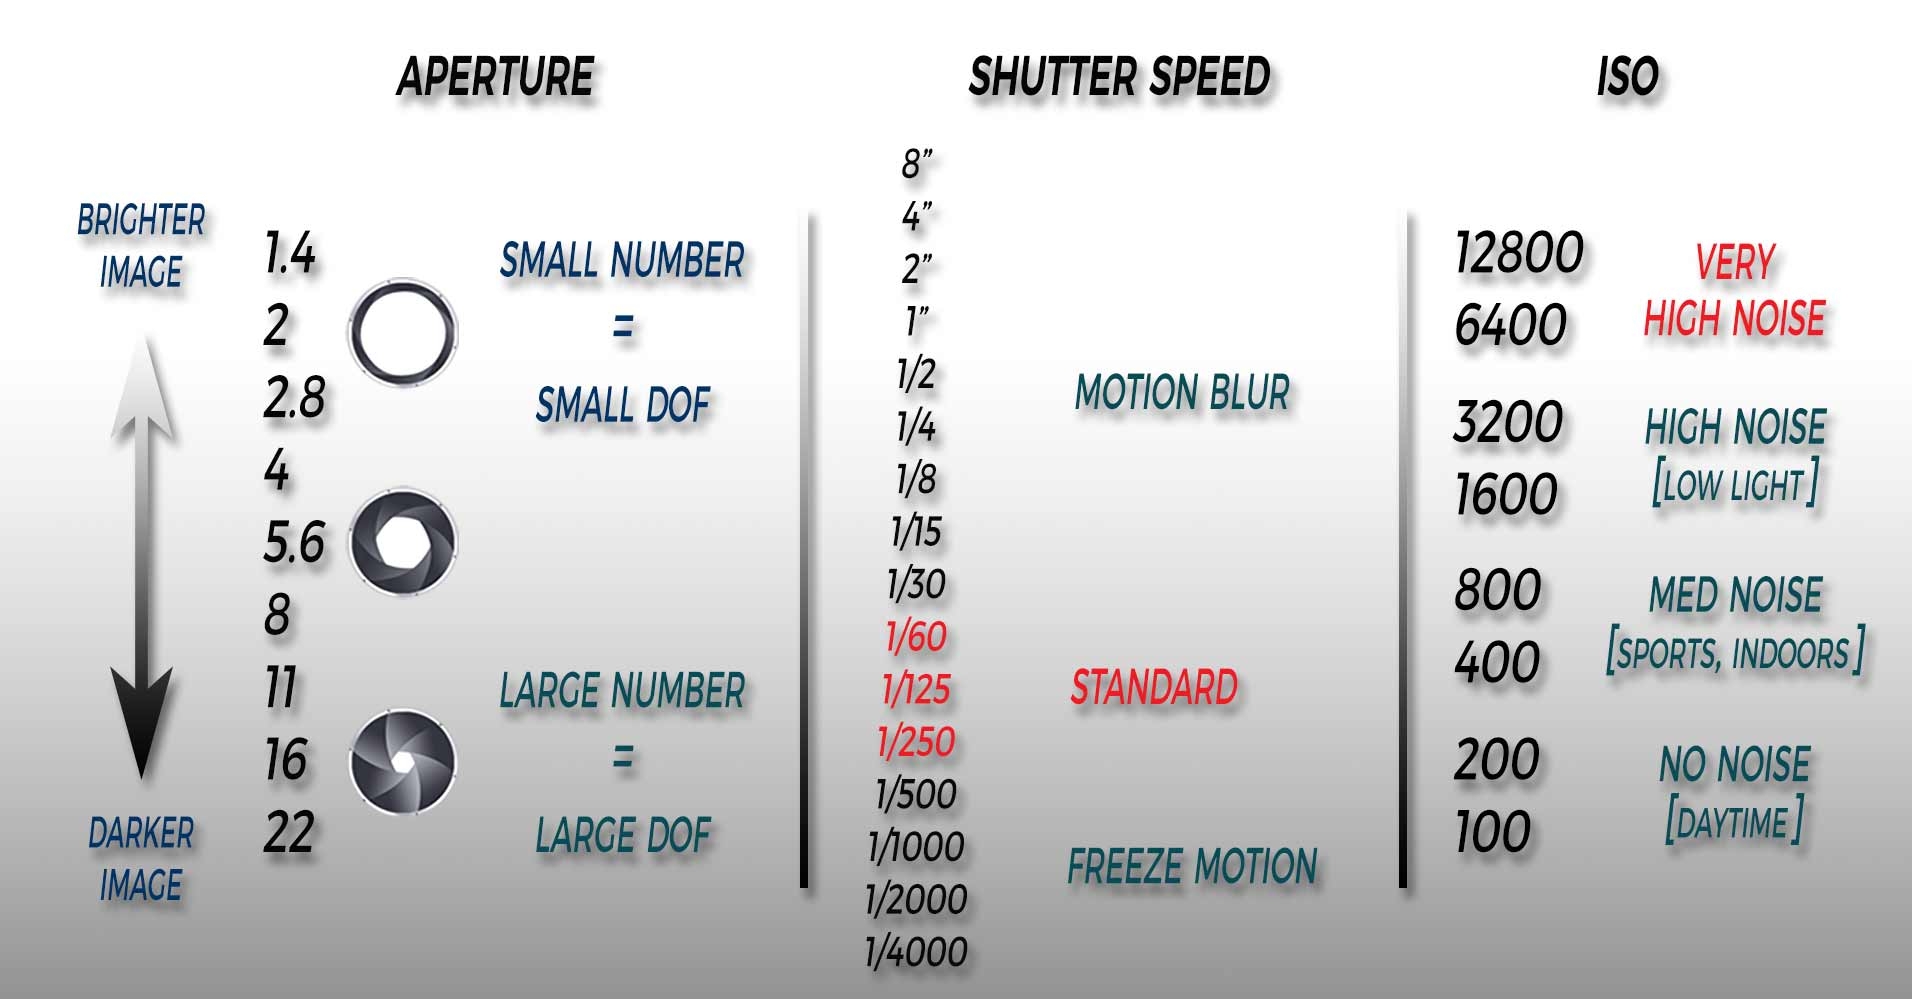 APERTURE
SHUTTER SPEED
ISO
BRIGHTER
IMAGE
DARKER
IMAGE
1.4
2
2.8
4
5.6
8
11
16
22
SMALL NUMBER
=
SMALL DOF
LARGE NUMBER
=
LARGE DOF
8”
4”
2”
1”
1/2
1/4
1/8
1/15
1/30
1/60
1/125
1/250
1/500
1/1000
1/2000
1/4000
MOTION BLUR
STANDARD
FREEZE MOTION
12800
6400
3200
1600
800
400
200
100
VERY
HIGH NOISE
HIGH NOISE
[LOW LIGHT]
MED NOISE
[SPORTS, INDOORS]
NO NOISE
[DAYTIME]